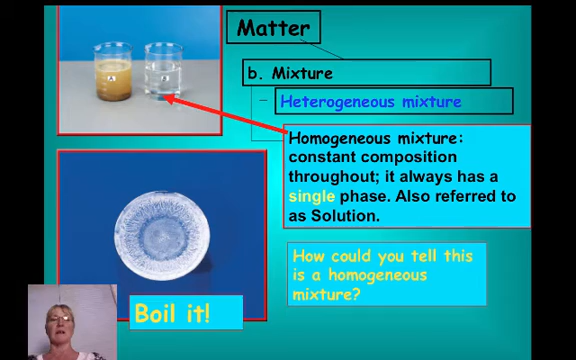 Matter
b. Mixture
– Heterogeneous mixture
Homogeneous mixture:
constant composition
throughout; it always has a
single phase. Also referred to
as Solution.
How could you tell this
is a homogeneous
mixture?
Boil it!
A
B